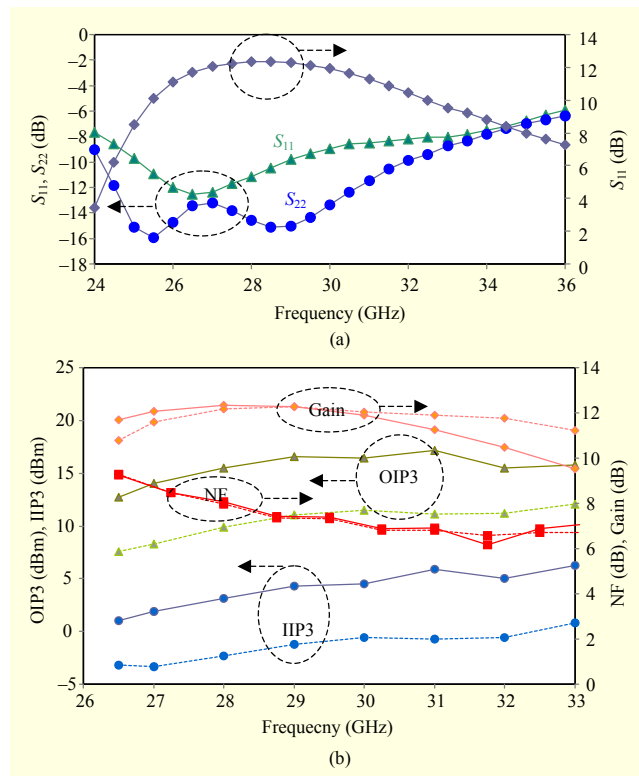 0
–2
–4
–6
–8
–10
–12
–14
–16
–18
S11, S22 (dB)
14
12
10
8
6
4
2
0
S11 (dB)
S11
S22
24 26 28 30 32 34 36
Frequency (GHz)
(a)
25
20
15
10
5
0
–5
OIP3 (dBm), IIP3 (dBm)
14
12
10
8
6
4
2
0
NF (dB), Gain (dB)
Gain
OIP3
NF
IIP3
26 27 28 29 30 31 32 33
Frequecny (GHz)
(b)